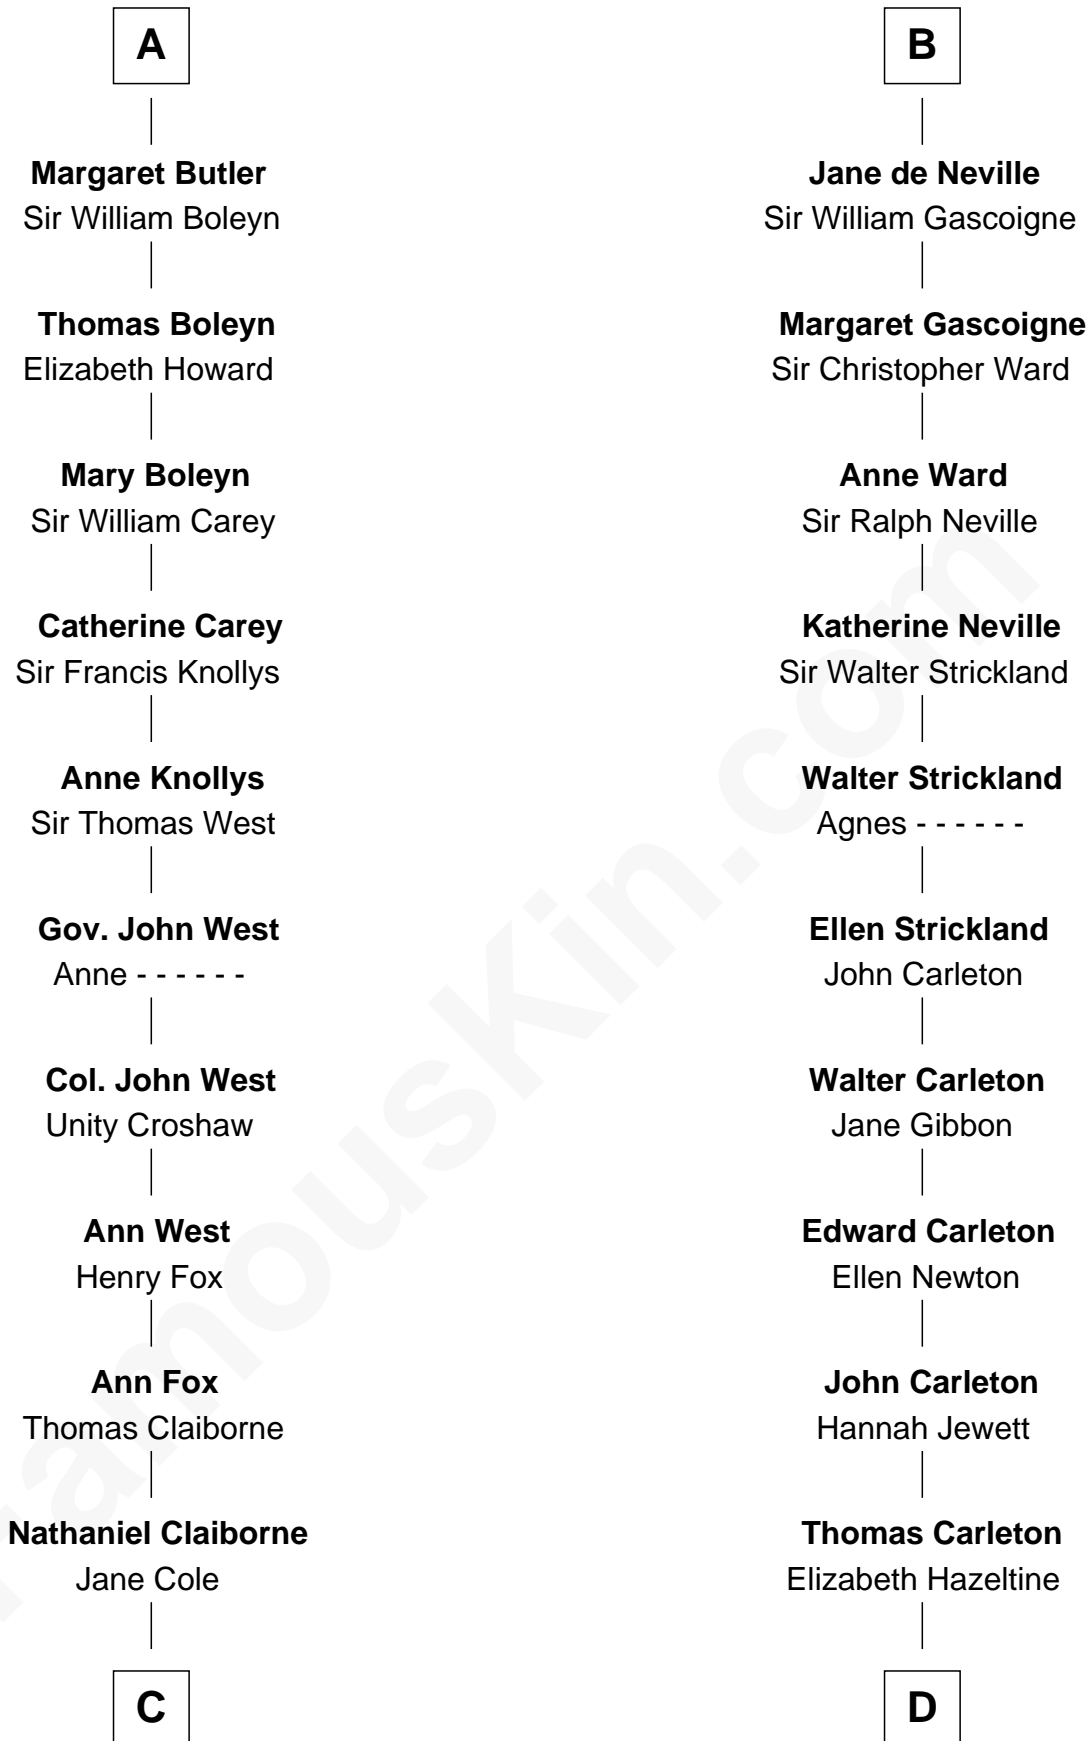 A
Margaret Butler
Sir William Boleyn
Thomas Boleyn
Elizabeth Howard
Mary Boleyn
Sir William Carey
Catherine Carey
Sir Francis Knollys
Anne Knollys
Sir Thomas West
Gov. John West
Anne - - - - - -
Col. John West
Unity Croshaw
Ann West
Henry Fox
Ann Fox
Thomas Claiborne
Nathaniel Claiborne
Jane Cole
C
B
Jane de Neville
Sir William Gascoigne
Margaret Gascoigne
Sir Christopher Ward
Anne Ward
Sir Ralph Neville
Katherine Neville
Sir Walter Strickland
Walter Strickland
Agnes - - - - - -
Ellen Strickland
John Carleton
Walter Carleton
Jane Gibbon
Edward Carleton
Ellen Newton
John Carleton
Hannah Jewett
Thomas Carleton
Elizabeth Hazeltine
D
FamousKin.com